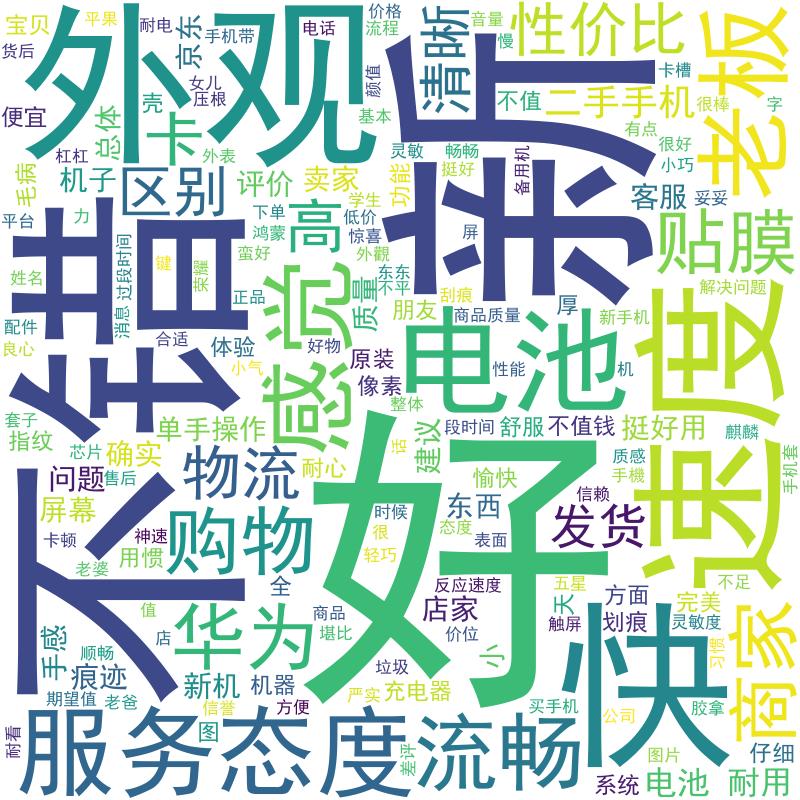 宝贝
平果
耐电
手机带
电话
价格
流程
音量
慢
性价比
老板
货后
京东
外观
新
清晰
卡槽
很棒
字
便宜
总体
壳
卡
女儿
压根
颜值
基本
不值
二手手机
有点
很好
小巧
杠杠
外表
灵敏
畅畅
挺好
备用机
毛病
机子
区别
评价
卖家
学生
功能
客服
妥妥
平台
力
下单
低价
鸿蒙
高
惊喜
蛮好
外觀
屏
贴膜
姓名
消息
过段时间
键
荣耀
不错
正品
质量
东东
不平
刮痕
厚
解决问题
配件
朋友
商品质量
新手机
良心
合适
体验
好物
感觉
小气
原装
电池
性能
机
速度
像素
套子
指纹
单手操作
整体
段时间
舒服
不值钱
挺好用
麒麟
芯片
确实
话
建议
质感
手机套
问题
售后
物流
耐心
愉快
手機
信赖
屏幕
好
时候
东西
发货
卡顿
神速
购物
很
态度
表面
老婆
用惯
轻巧
反应速度
五星
方面
不足
全
天
完美
值
商品
店家
触屏
划痕
灵敏度
手感
顺畅
店
华为
堪比
价位
小
快
商家
习惯
痕迹
垃圾
期望值
老爸
新机
机器
严实
充电器
买手机
胶拿
信誉
方便
公司
耐看
服务态度
图
差评
流畅
图片
仔细
系统
电池
耐用